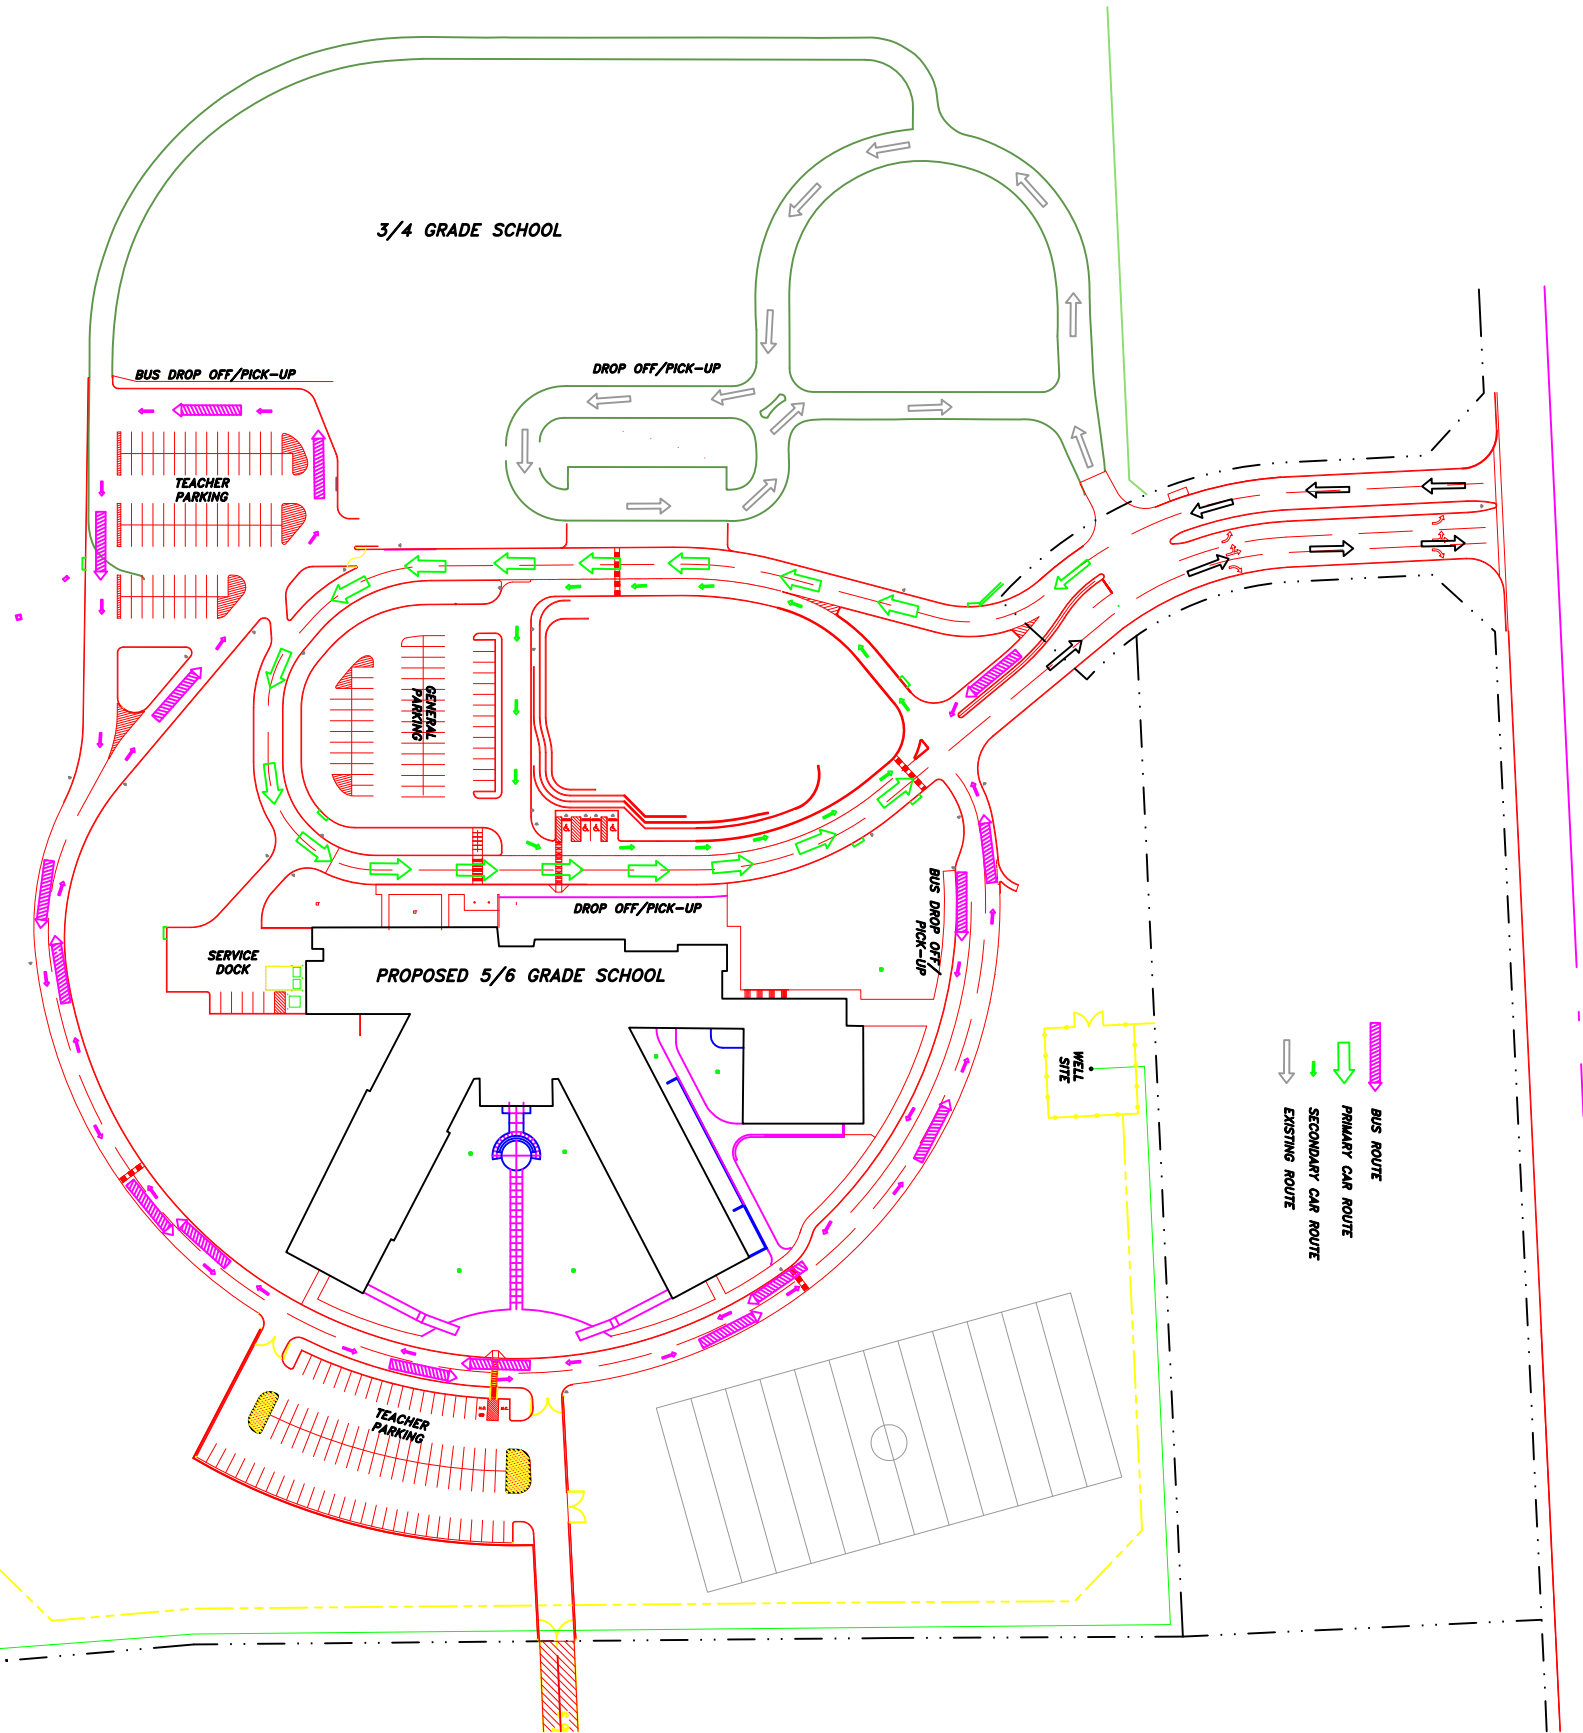 3/4 GRADE SCHOOL
BUS DROP OFF/PICK-UP
DROP OFF/PICK-UP
TEACHER
PARKING
GENERAL
PARKING
DROP OFF/PICK-UP
BUS DROP OFF/
PICK-UP
SERVICE
DOCK
PROPOSED 5/6 GRADE SCHOOL
WELL
SITE
BUS ROUTE
PRIMARY CAR ROUTE
SECONDARY CAR ROUTE
EXISTING ROUTE
TEACHER
PARKING